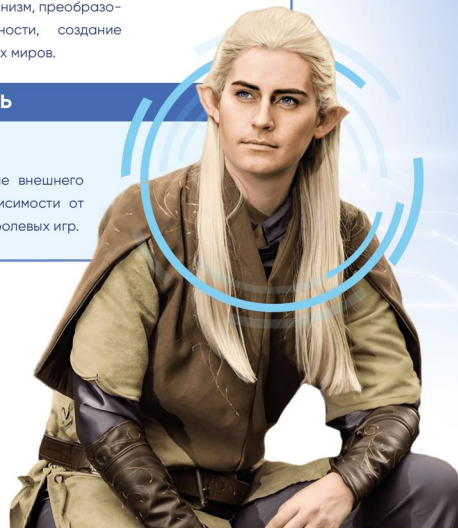 низм, преобразо-
ности, создание
х миров.
Ь
е внешнего
исимости от
ролевых игр.